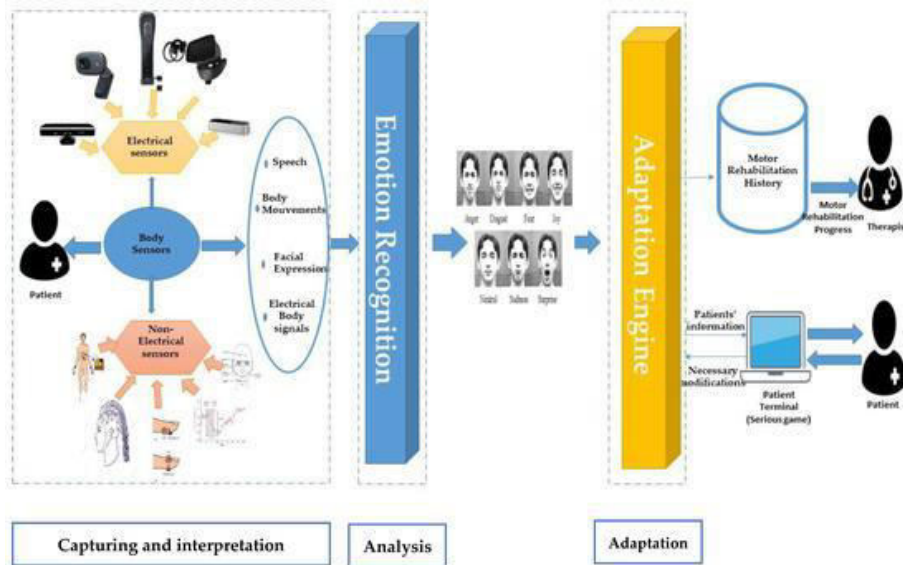 Electrical
sensors
Speech
Body
Mouvements
Facial
Expression
Electrical
Body
signals
Body
Sensors
Patient
Non-
Electrical
sensors
Emotion Recognition
Anger
Disgust
Fear
Joy
Neutral
Sadness
Surprise
Adaptation Engine
Motor
Rehabilitation
History
Motor
Rehabilitation
Progress
Therapis
Patients'
information
Necessary
modifications
Patient
Terminal
(Serious game)
Patient
Capturing and interpretation
Analysis
Adaptation